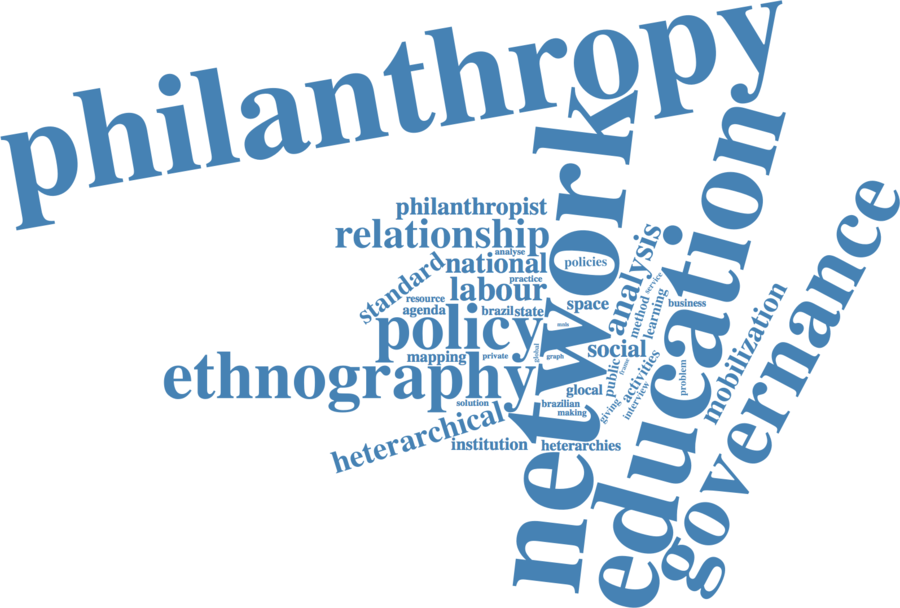 philanthropy
network
education
governance
philanthropist
relationship
analyse
national
standard
practice
labour
resource
agenda
brazil
state
policy
mapping
private
ethnography
solution
heterarchical
institution
heterarchies
policies
space
analysis
service
method
learning
business
social
global
graph
public
frame
activities
problem
glocal
interview
giving
brazilian
making
mobilization